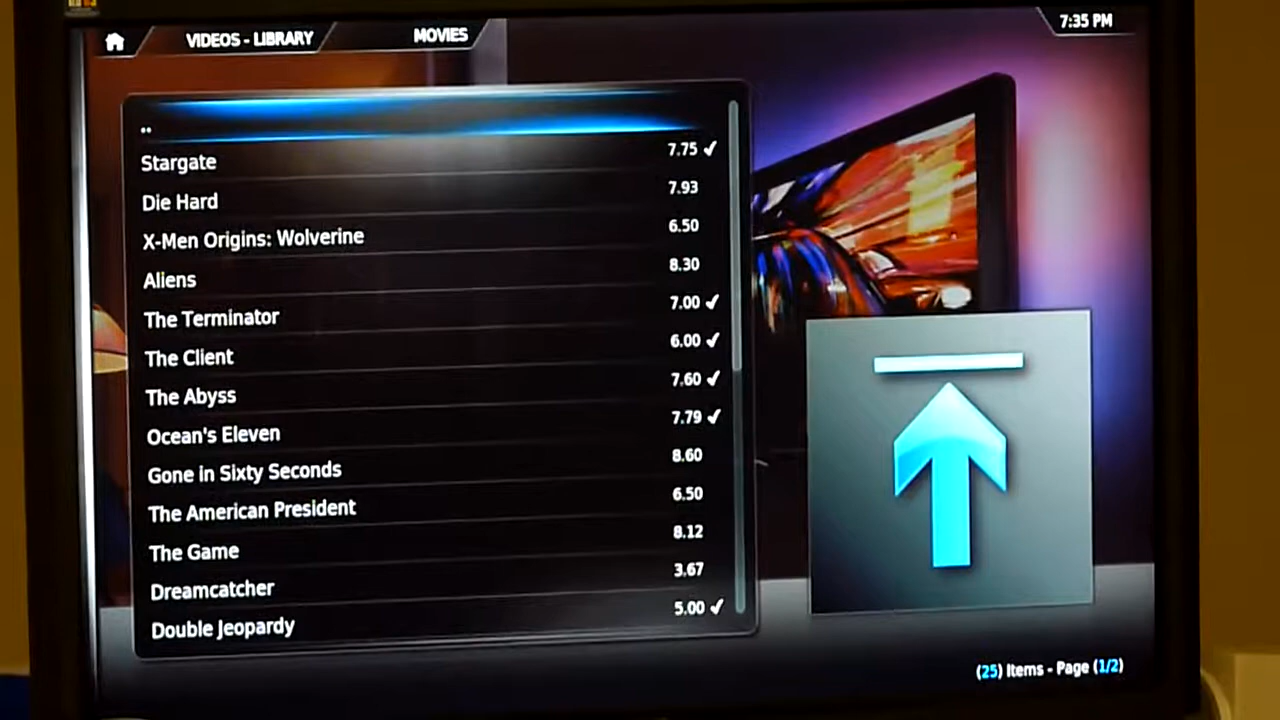 VIDEOS - LIBRARY MOVIES 7:35 PM
..
Stargate 7.75 ✓
Die Hard 7.93
X-Men Origins: Wolverine 6.50
Aliens 8.30
The Terminator 7.00 ✓
The Client 6.00 ✓
The Abyss 7.60 ✓
Ocean's Eleven 7.79 ✓
Gone in Sixty Seconds 8.60
The American President 6.50
The Game 8.12
Dreamcatcher 3.67
Double Jeopardy 5.00 ✓
(25) Items - Page (1/2)